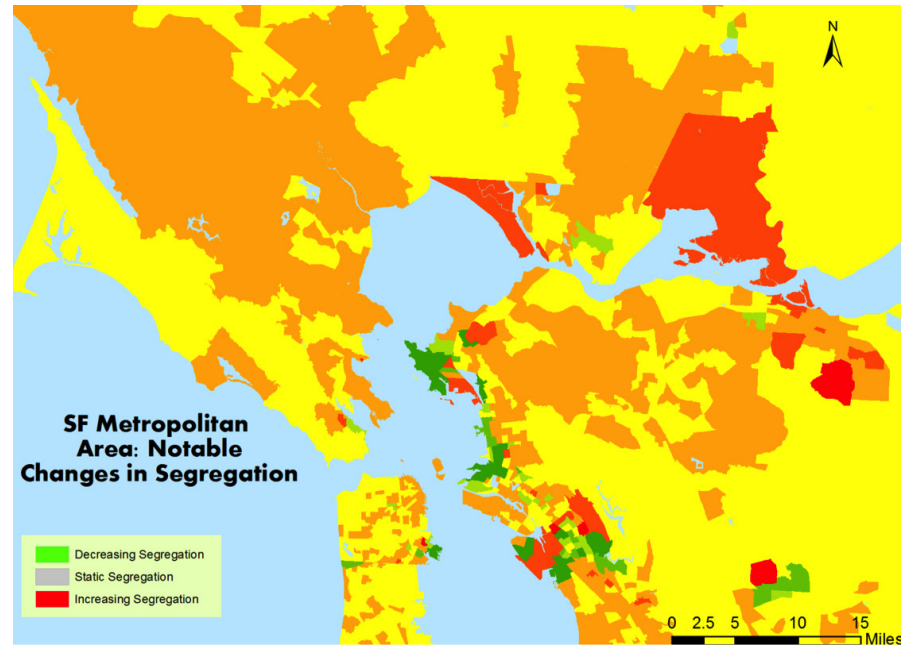 N
SF Metropolitan
Area: Notable
Changes in Segregation
Decreasing Segregation
Static Segregation
Increasing Segregation
0 2.5 5 10 15
Miles